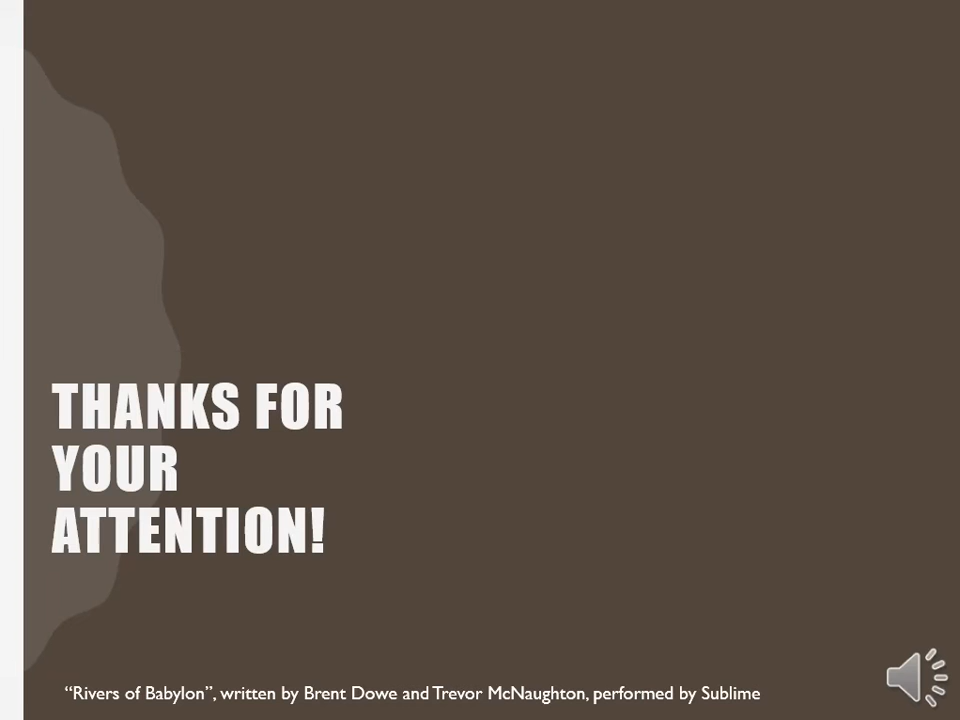 THANKS FOR
YOUR
ATTENTION!
“Rivers of Babylon”, written by Brent Dowe and Trevor McNaughton, performed by Sublime